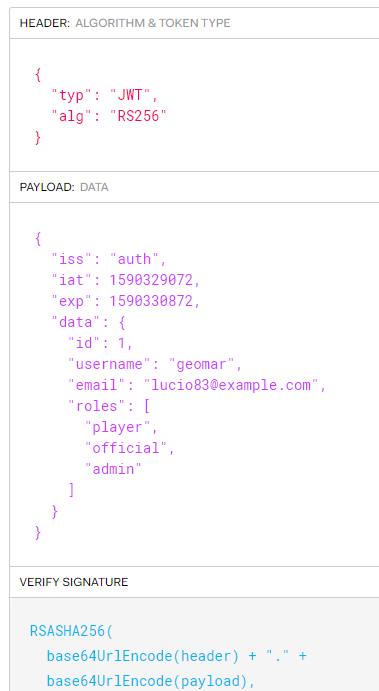 HEADER: ALGORITHM & TOKEN TYPE
{
"typ": "JWT",
"alg": "RS256"
}
PAYLOAD: DATA
{
"iss": "auth",
"iat": 1590329072,
"exp": 1590330872,
"data": {
"id": 1,
"username": "geomar",
"email": "lucio83@example.com",
"roles": [
"player",
"official",
"admin"
]
}
}
VERIFY SIGNATURE
RSASHA256(
base64UrlEncode(header) + "." +
base64UrlEncode(payload),